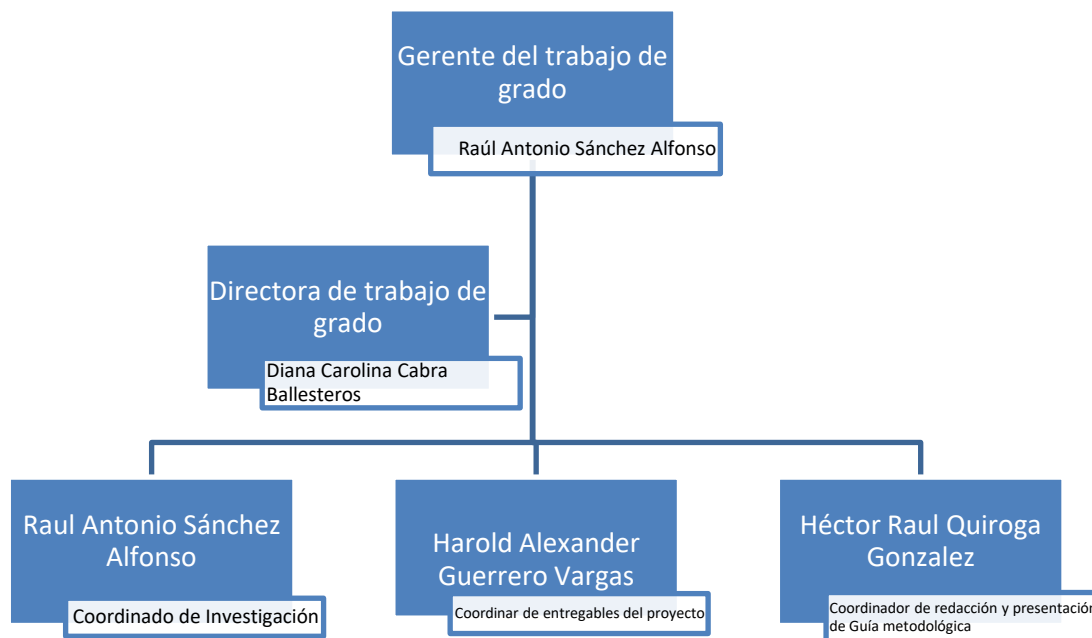 Gerente del trabajo de
grado
Raúl Antonio Sánchez Alfonso
Directora de trabajo de
grado
Diana Carolina Cabra
Ballesteros
Raul Antonio Sánchez
Alfonso
Coordinado de Investigación
Harold Alexander
Guerrero Vargas
Coordinar de entregables del proyecto
Héctor Raul Quiroga
Gonzalez
Coordinador de redacción y presentación
de Guía metodológica